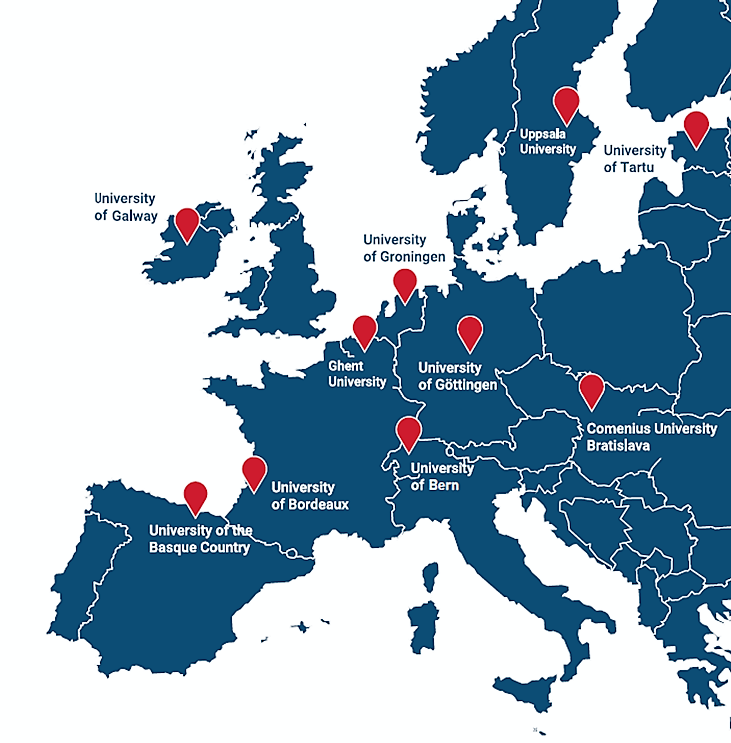 Uppsala
University
University
of Tartu
University
of Galway
University
of Groningen
Ghent
University
University
of Göttingen
Comenius University
Bratislava
University
of Bern
University
of Bordeaux
University of the
Basque Country